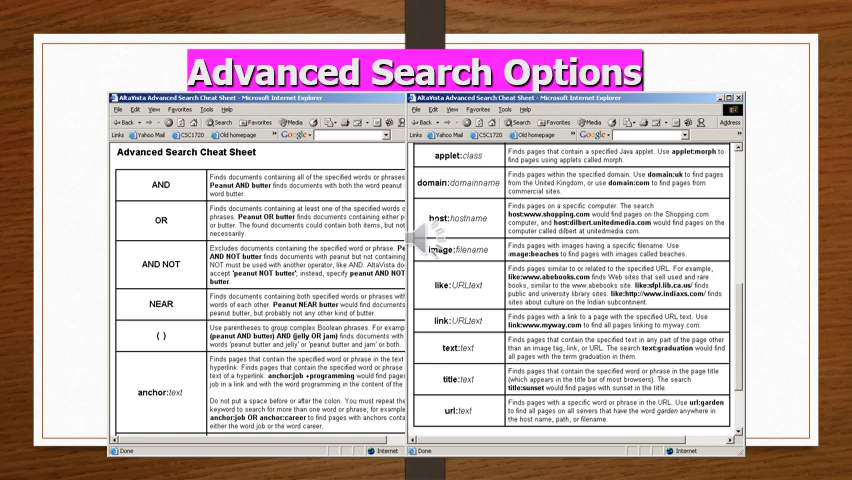 Advanced Search Options
AltaVista Advanced Search Cheat Sheet - Microsoft Internet Explorer
File Edit View Favorites Tools Help
Back Search Favorites Media
Links Yahoo Mail CSC1720 Old homepage » Google
Advanced Search Cheat Sheet
AND
Finds documents containing all of the specified words or phrases.
Peanut AND butter finds documents with both the word peanut
word butter.
OR
Finds documents containing at least one of the specified words or
phrases. Peanut OR butter finds documents containing either p
or butter. The found documents could contain both items, but not
necessarily.
AND NOT
Excludes documents containing the specified word or phrase. Pe
AND NOT butter finds documents with peanut but not containing
NOT must be used with another operator, like AND. AltaVista do
accept 'peanut NOT butter'; instead, specify peanut AND NOT
butter.
NEAR
Finds documents containing both specified words or phrases with
words of each other. Peanut NEAR butter would find documents
peanut butter, but probably not any other kind of butter.
( )
Use parentheses to group complex Boolean phrases. For examp
(peanut AND butter) AND (jelly OR jam) finds documents with
words 'peanut butter and jelly' or 'peanut butter and jam' or both.
anchor:text
Finds pages that contain the specified word or phrase in the text
hyperlink. Finds pages that contain the specified word or phrase
text of a hyperlink. anchor:job +programming would find pages
job in a link and with the word programming in the content of the
Do not put a space before or after the colon. You must repeat the
keyword to search for more than one word or phrase; for example
anchor:job OR anchor:career to find pages with anchors conta
either the word job or the word career.
Done Internet
AltaVista Advanced Search Cheat Sheet - Microsoft Internet Explorer
File Edit View Favorites Tools Help
Back Search Favorites Media Address
Links Yahoo Mail CSC1720 Old homepage » Google
applet:class
Finds pages that contain a specified Java applet. Use applet:morph to
find pages using applets called morph.
domain:domainname
Finds pages within the specified domain. Use domain:uk to find pages
from the United Kingdom, or use domain:com to find pages from
commercial sites.
host:hostname
Finds pages on a specific computer. The search
host:www.shopping.com would find pages on the Shopping.com
computer, and host:dilbert.unitedmedia.com would find pages on the
computer called dilbert at unitedmedia.com.
image:filename
Finds pages with images having a specific filename. Use
image:beaches to find pages with images called beaches.
like:URLtext
Finds pages similar to or related to the specified URL. For example,
like:www.abebooks.com finds Web sites that sell used and rare
books, similar to the www.abebooks site. like:sfpl.lib.ca.us/ finds
public and university library sites. like:http://www.indiaxs.com/ finds
sites about culture on the Indian subcontinent.
link:URLtext
Finds pages with a link to a page with the specified URL text. Use
link:www.myway.com to find all pages linking to myway.com.
text:text
Finds pages that contain the specified text in any part of the page other
than an image tag, link, or URL. The search text:graduation would find
all pages with the term graduation in them.
title:text
Finds pages that contain the specified word or phrase in the page title
(which appears in the title bar of most browsers). The search
title:sunset would find pages with sunset in the title.
url:text
Finds pages with a specific word or phrase in the URL. Use url:garden
to find all pages on all servers that have the word garden anywhere in
the host name, path, or filename.
Done Internet